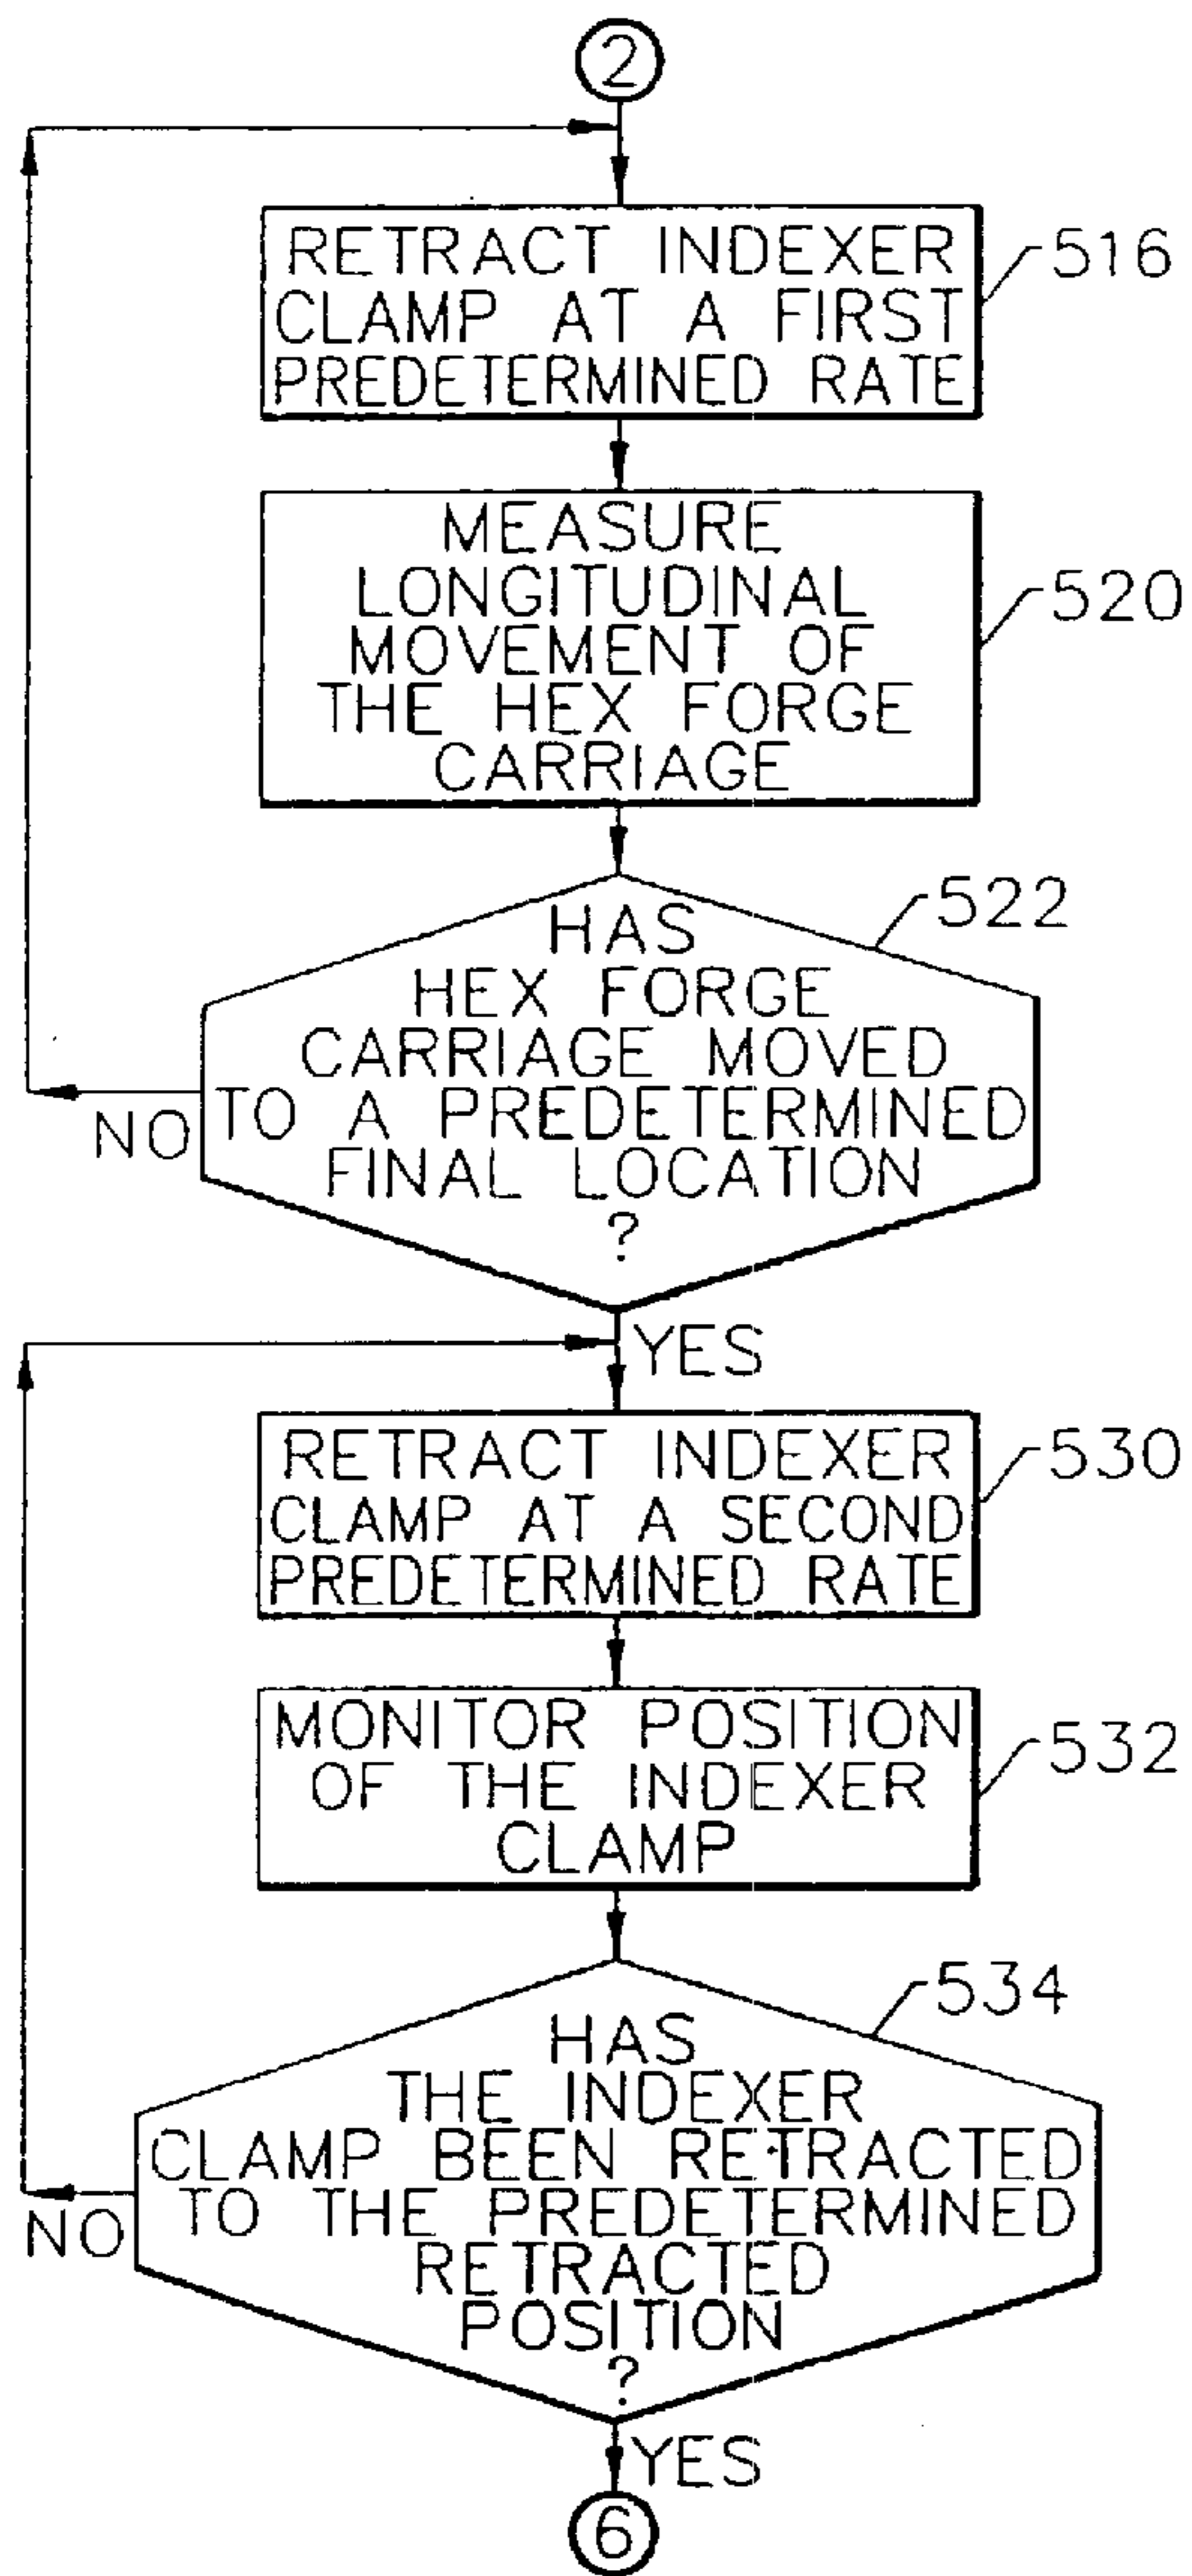 2
RETRACT INDEXER
CLAMP AT A FIRST
PREDETERMINED RATE
516
MEASURE
LONGITUDINAL
MOVEMENT OF
THE HEX FORGE
CARRIAGE
520
522
HAS
HEX FORGE
CARRIAGE MOVED
TO A PREDETERMINED
FINAL LOCATION
?
NO
YES
RETRACT INDEXER
CLAMP AT A SECOND
PREDETERMINED RATE
530
MONITOR POSITION
OF THE INDEXER
CLAMP
532
534
HAS
THE INDEXER
CLAMP BEEN RETRACTED
TO THE PREDETERMINED
RETRACTED
POSITION
?
NO
YES
6